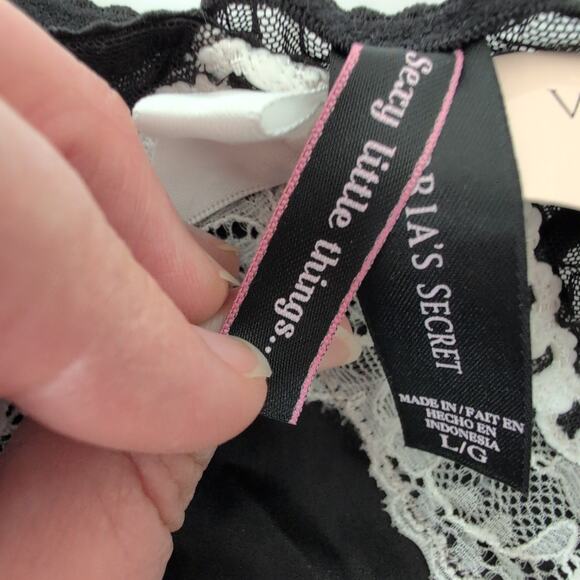 Sexy little things...
RIA'S SECRET
MADE IN / FAIT EN
HECHO EN
INDONESIA
L/G
V